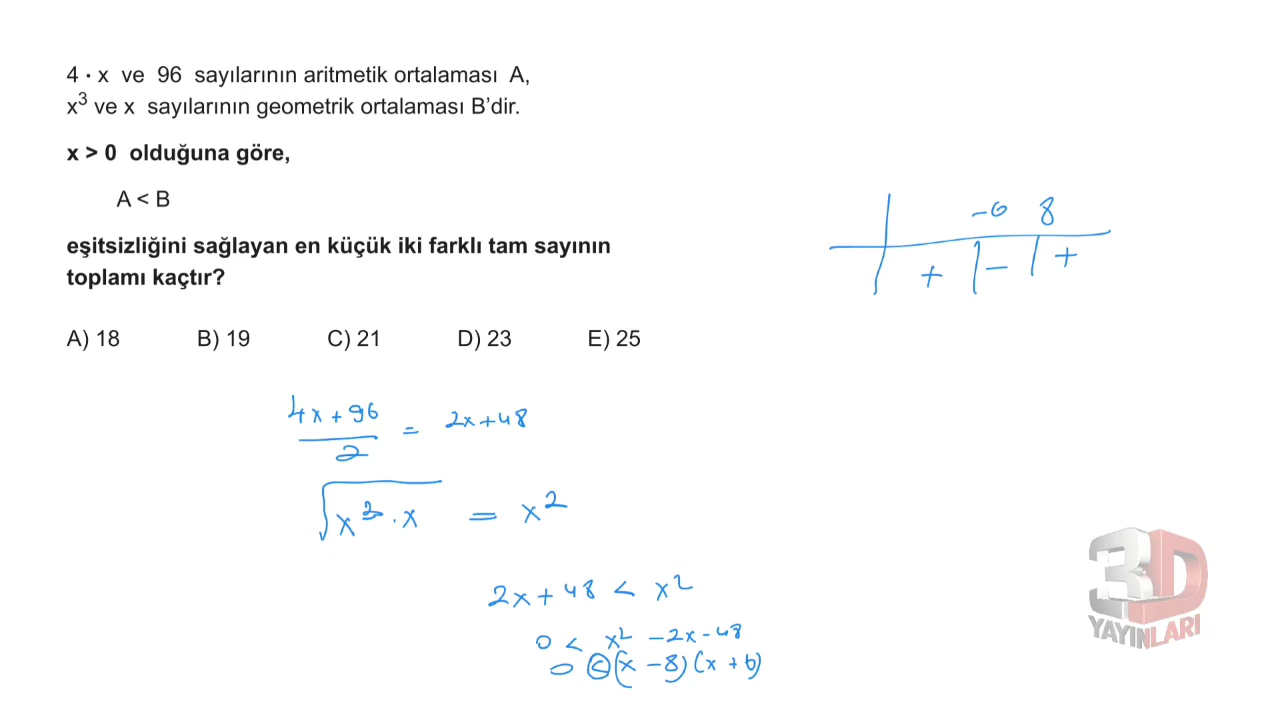 4 · x ve 96 sayılarının aritmetik ortalaması A,
x³ ve x sayılarının geometrik ortalaması B'dir.
x > 0 olduğuna göre,
A < B
eşitsizliğini sağlayan en küçük iki farklı tam sayının
toplamı kaçtır?
A) 18 B) 19 C) 21 D) 23 E) 25
-6 8
+ | - | +
(4x + 96)/2 = 2x + 48
√(x³ · x) = x²
2x + 48 < x²
0 < x² - 2x - 48
0 < (x - 8)(x + 6)
3D
YAYINLARI